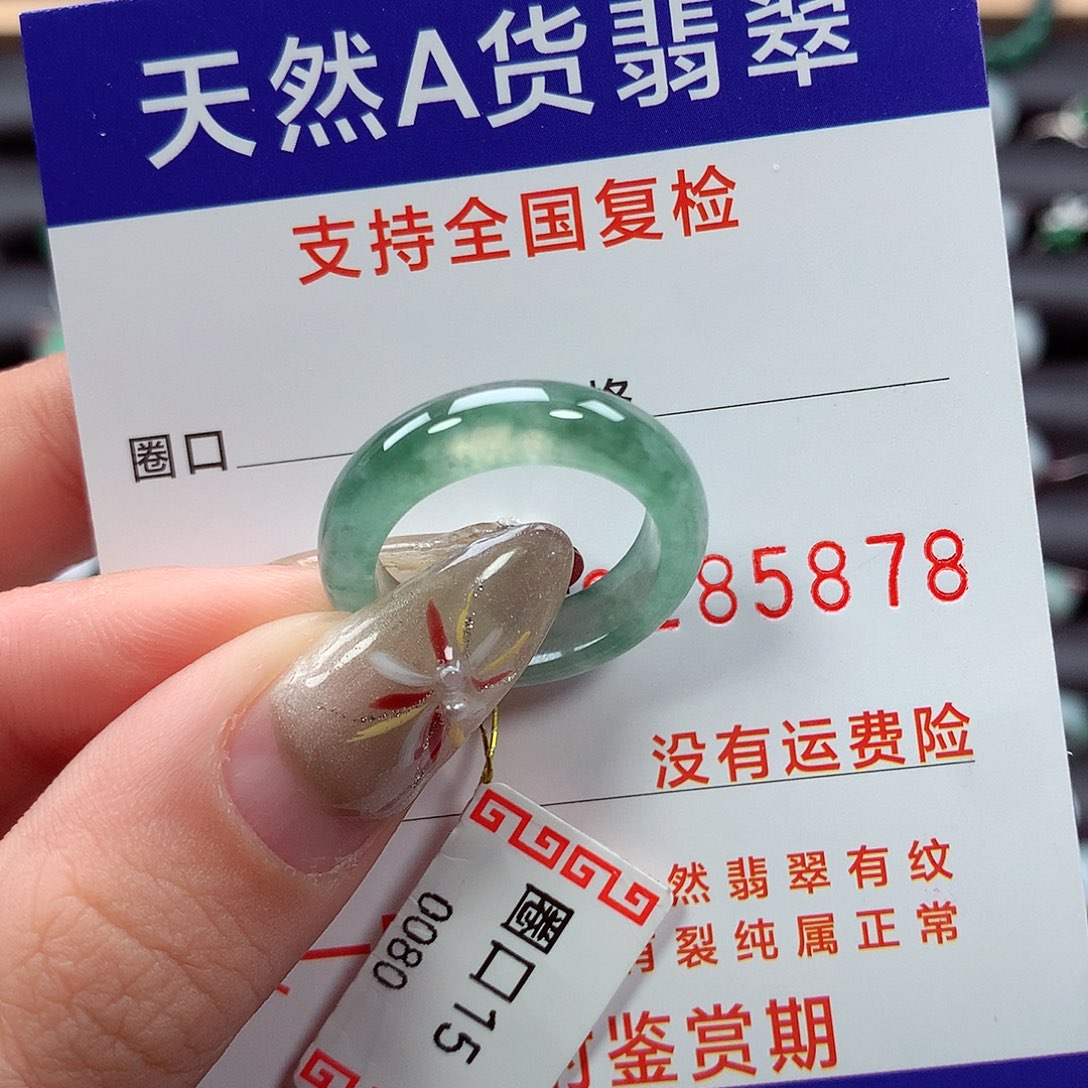 天然A货翡翠
支持全国复检
格
圈口
85878
没有运费险
然翡翠有纹
裂纯属正常
鉴赏期
圈口15
0080